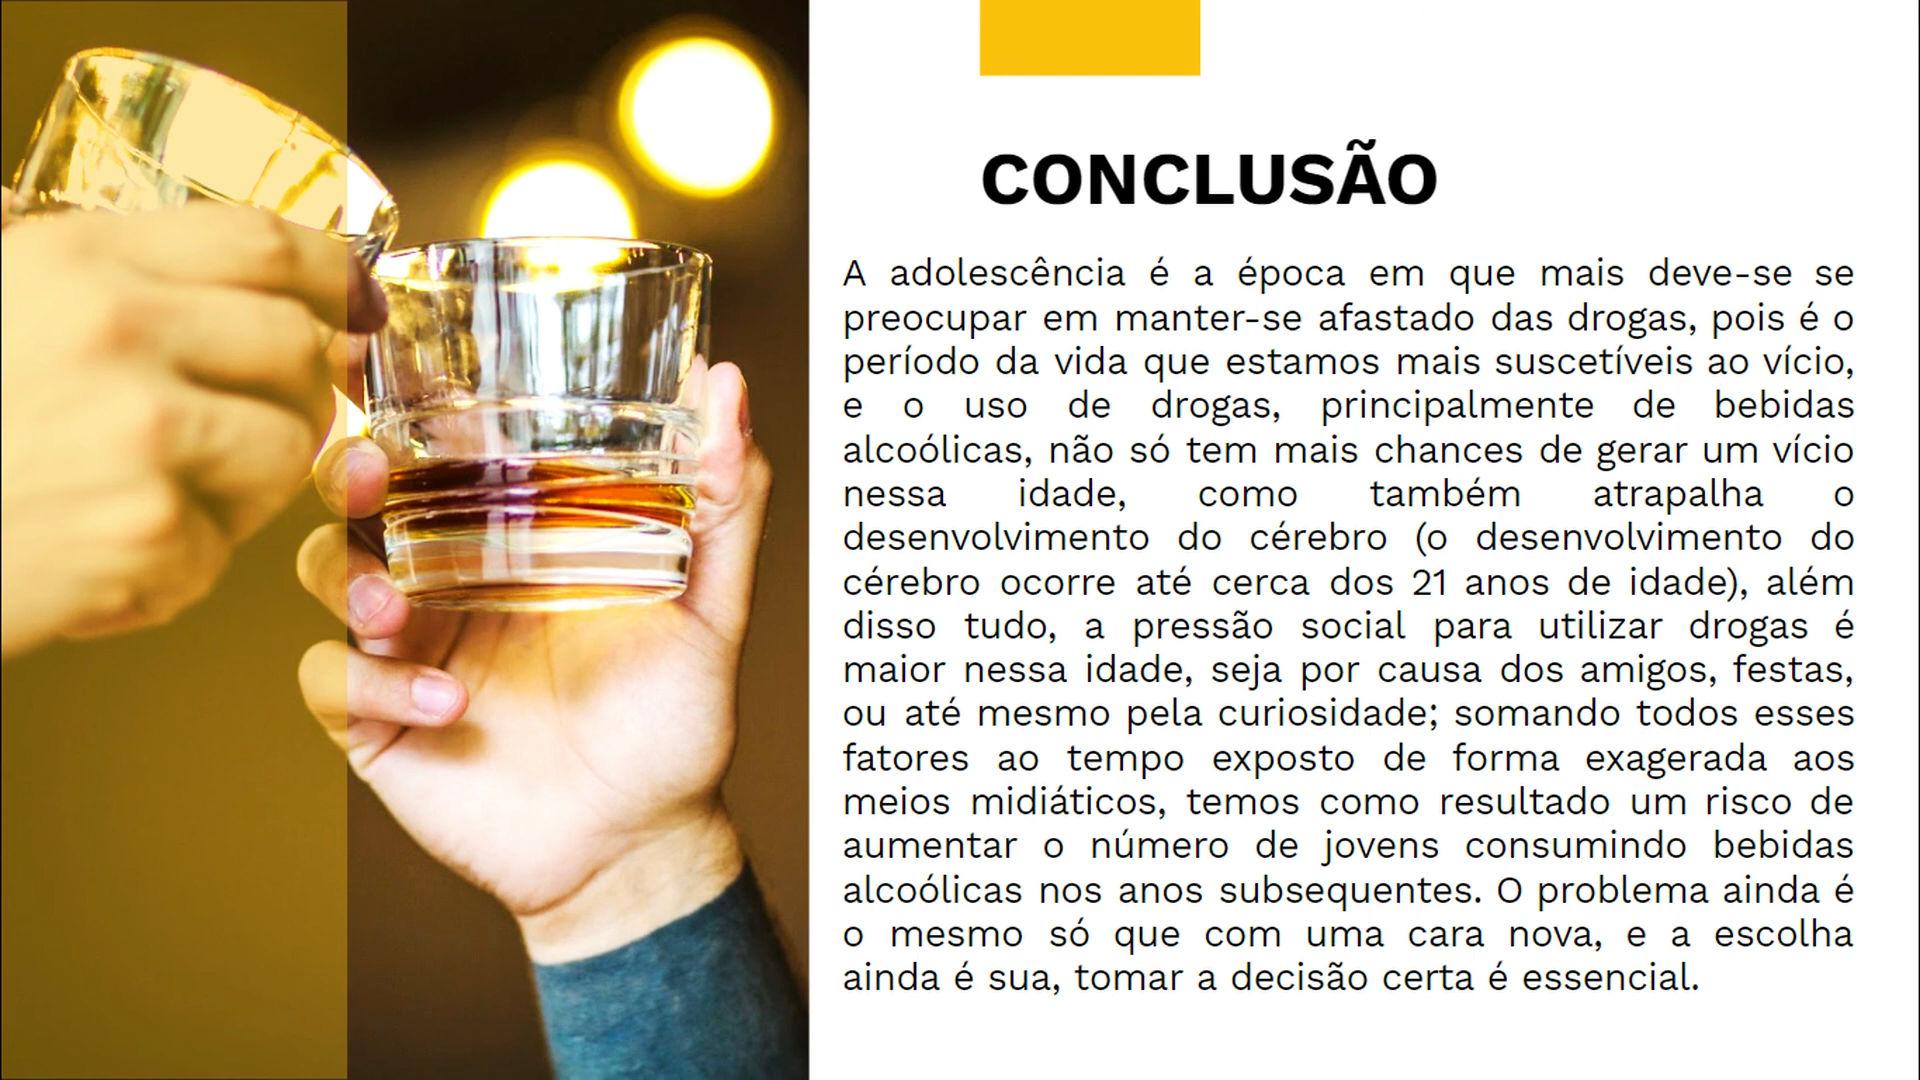 CONCLUSÃO
A adolescência é a época em que mais deve-se se
preocupar em manter-se afastado das drogas, pois é o
período da vida que estamos mais suscetíveis ao vício,
e o uso de drogas, principalmente de bebidas
alcoólicas, não só tem mais chances de gerar um vício
nessa idade, como também atrapalha o
desenvolvimento do cérebro (o desenvolvimento do
cérebro ocorre até cerca dos 21 anos de idade), além
disso tudo, a pressão social para utilizar drogas é
maior nessa idade, seja por causa dos amigos, festas,
ou até mesmo pela curiosidade; somando todos esses
fatores ao tempo exposto de forma exagerada aos
meios midiáticos, temos como resultado um risco de
aumentar o número de jovens consumindo bebidas
alcoólicas nos anos subsequentes. O problema ainda é
o mesmo só que com uma cara nova, e a escolha
ainda é sua, tomar a decisão certa é essencial.